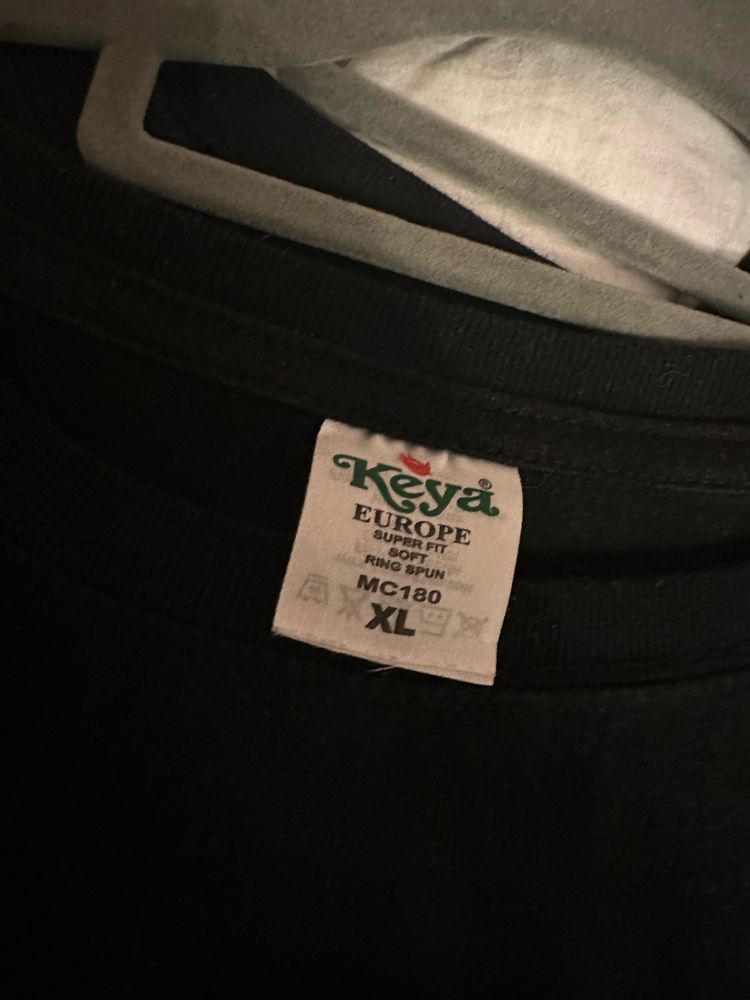 Keya®
EUROPE
SUPER FIT
SOFT
RING SPUN
MC180
XL